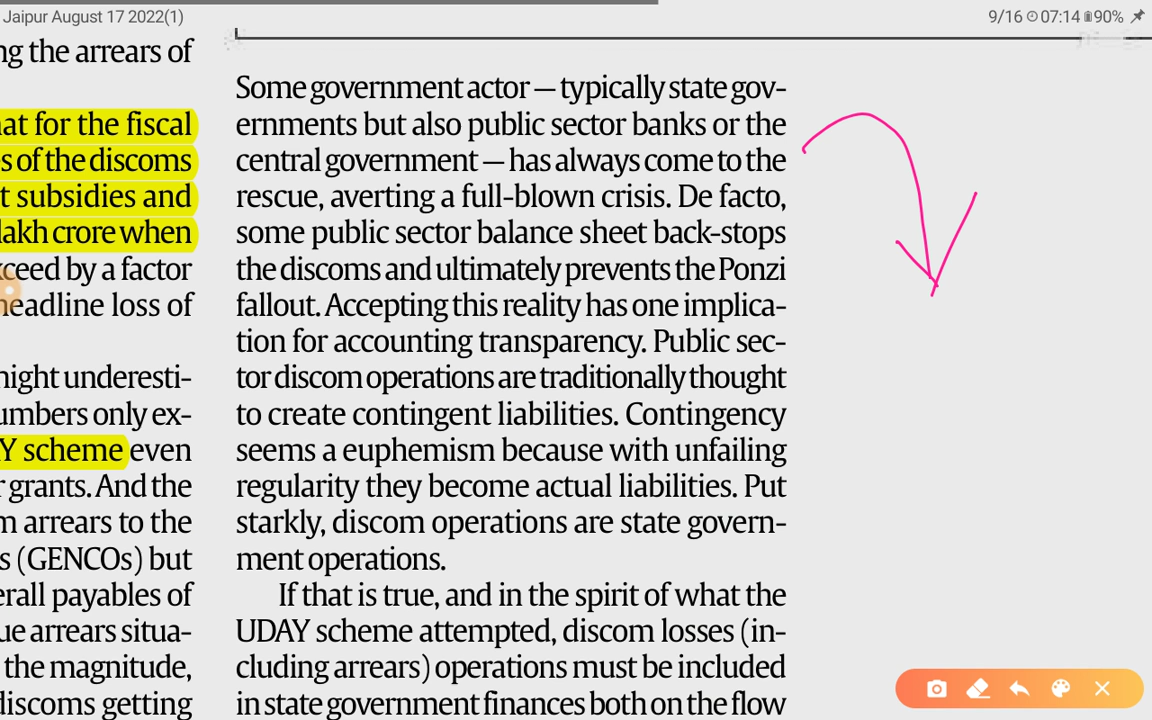 Jaipur August 17 2022(1)
9/16 07:14 90%
ng the arrears of
at for the fiscal
s of the discoms
t subsidies and
lakh crore when
xceed by a factor
headline loss of
night underesti-
umbers only ex-
Y scheme even
r grants. And the
m arrears to the
s (GENCOs) but
erall payables of
ue arrears situa-
the magnitude,
discoms getting
Some government actor — typically state gov-
ernments but also public sector banks or the
central government — has always come to the
rescue, averting a full-blown crisis. De facto,
some public sector balance sheet back-stops
the discoms and ultimately prevents the Ponzi
fallout. Accepting this reality has one implica-
tion for accounting transparency. Public sec-
tor discom operations are traditionally thought
to create contingent liabilities. Contingency
seems a euphemism because with unfailing
regularity they become actual liabilities. Put
starkly, discom operations are state govern-
ment operations.
If that is true, and in the spirit of what the
UDAY scheme attempted, discom losses (in-
cluding arrears) operations must be included
in state government finances both on the flow